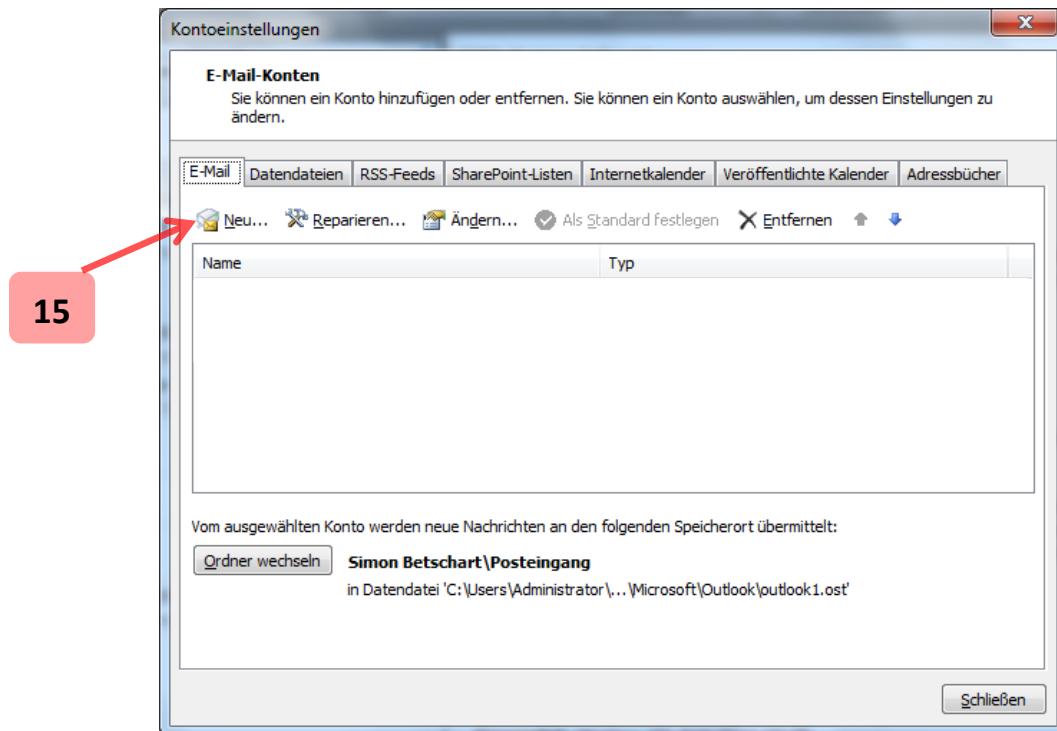 Kontoeinstellungen
E-Mail-Konten
Sie können ein Konto hinzufügen oder entfernen. Sie können ein Konto auswählen, um dessen Einstellungen zu
ändern.
E-Mail Datendateien RSS-Feeds SharePoint-Listen Internetkalender Veröffentlichte Kalender Adressbücher
Neu... Reparieren... Ändern... Als Standard festlegen Entfernen
Name Typ
15
Vom ausgewählten Konto werden neue Nachrichten an den folgenden Speicherort übermittelt:
Ordner wechseln Simon Betschart\Posteingang
in Datendatei 'C:\Users\Administrator\...\Microsoft\Outlook\outlook1.ost'
Schließen